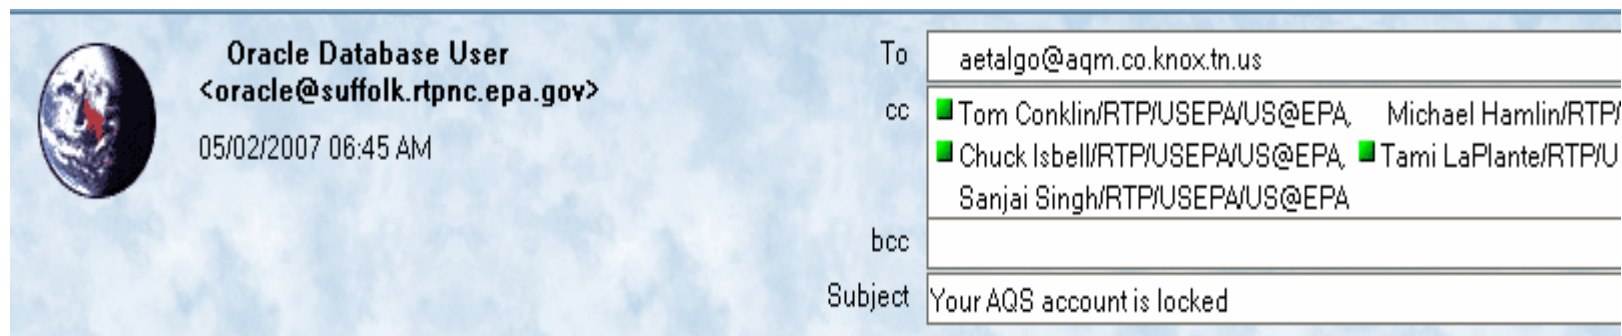 Oracle Database User
<oracle@suffolk.rtpnc.epa.gov>
05/02/2007 06:45 AM
To aetalgo@aqm.co.knox.tn.us
cc Tom Conklin/RTP/USEPA/US@EPA, Michael Hamlin/RTP/
Chuck Isbell/RTP/USEPA/US@EPA, Tami LaPlante/RTP/U
Sanjai Singh/RTP/USEPA/US@EPA
bcc
Subject Your AQS account is locked